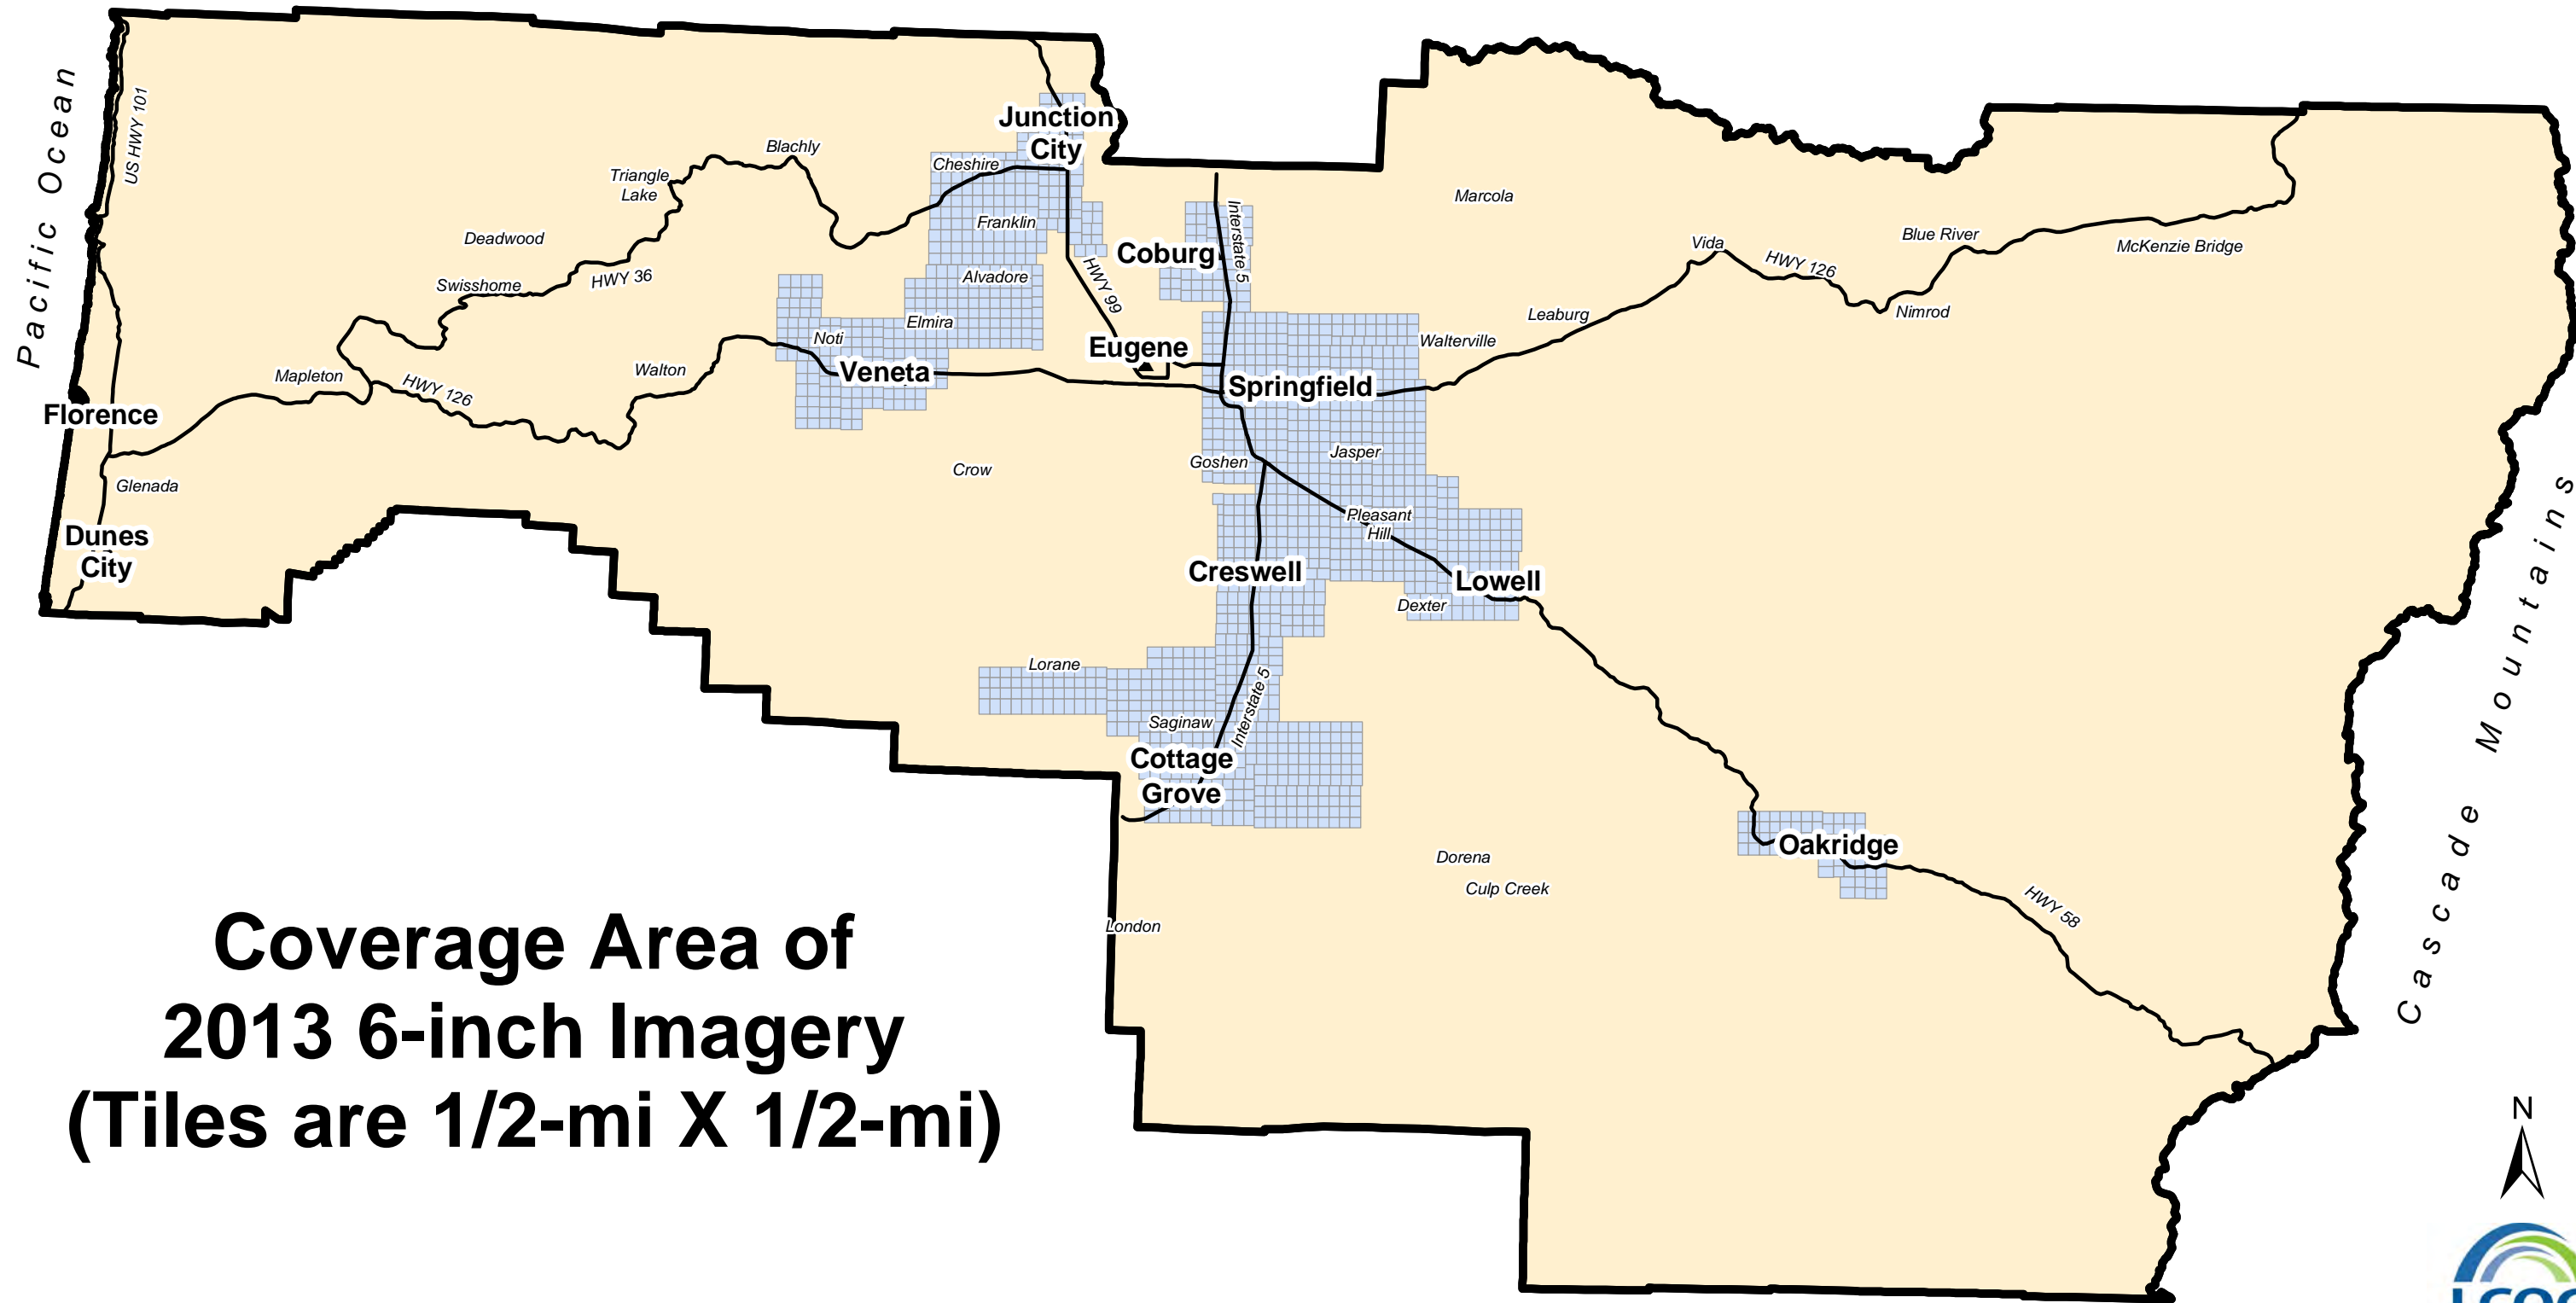 Pacific Ocean
US HWY 101
Junction
City
Blachly
Cheshire
Triangle
Lake
Marcola
Franklin
Deadwood
Coburg
Interstate 5
Vida
Blue River
McKenzie Bridge
HWY 126
HWY 36
Swisshome
Alvadore
HWY 99
Nimrod
Leaburg
Elmira
Noti
Eugene
Walterville
Mapleton
Walton
Veneta
HWY 126
Springfield
Florence
Jasper
Goshen
Crow
Glenada
Pleasant
Hill
Dunes
City
Creswell
Lowell
Dexter
Cascade Mountains
Lorane
Interstate 5
Saginaw
Cottage
Grove
Oakridge
Dorena
Culp Creek
HWY 58
London
Coverage Area of
2013 6-inch Imagery
(Tiles are 1/2-mi X 1/2-mi)
N